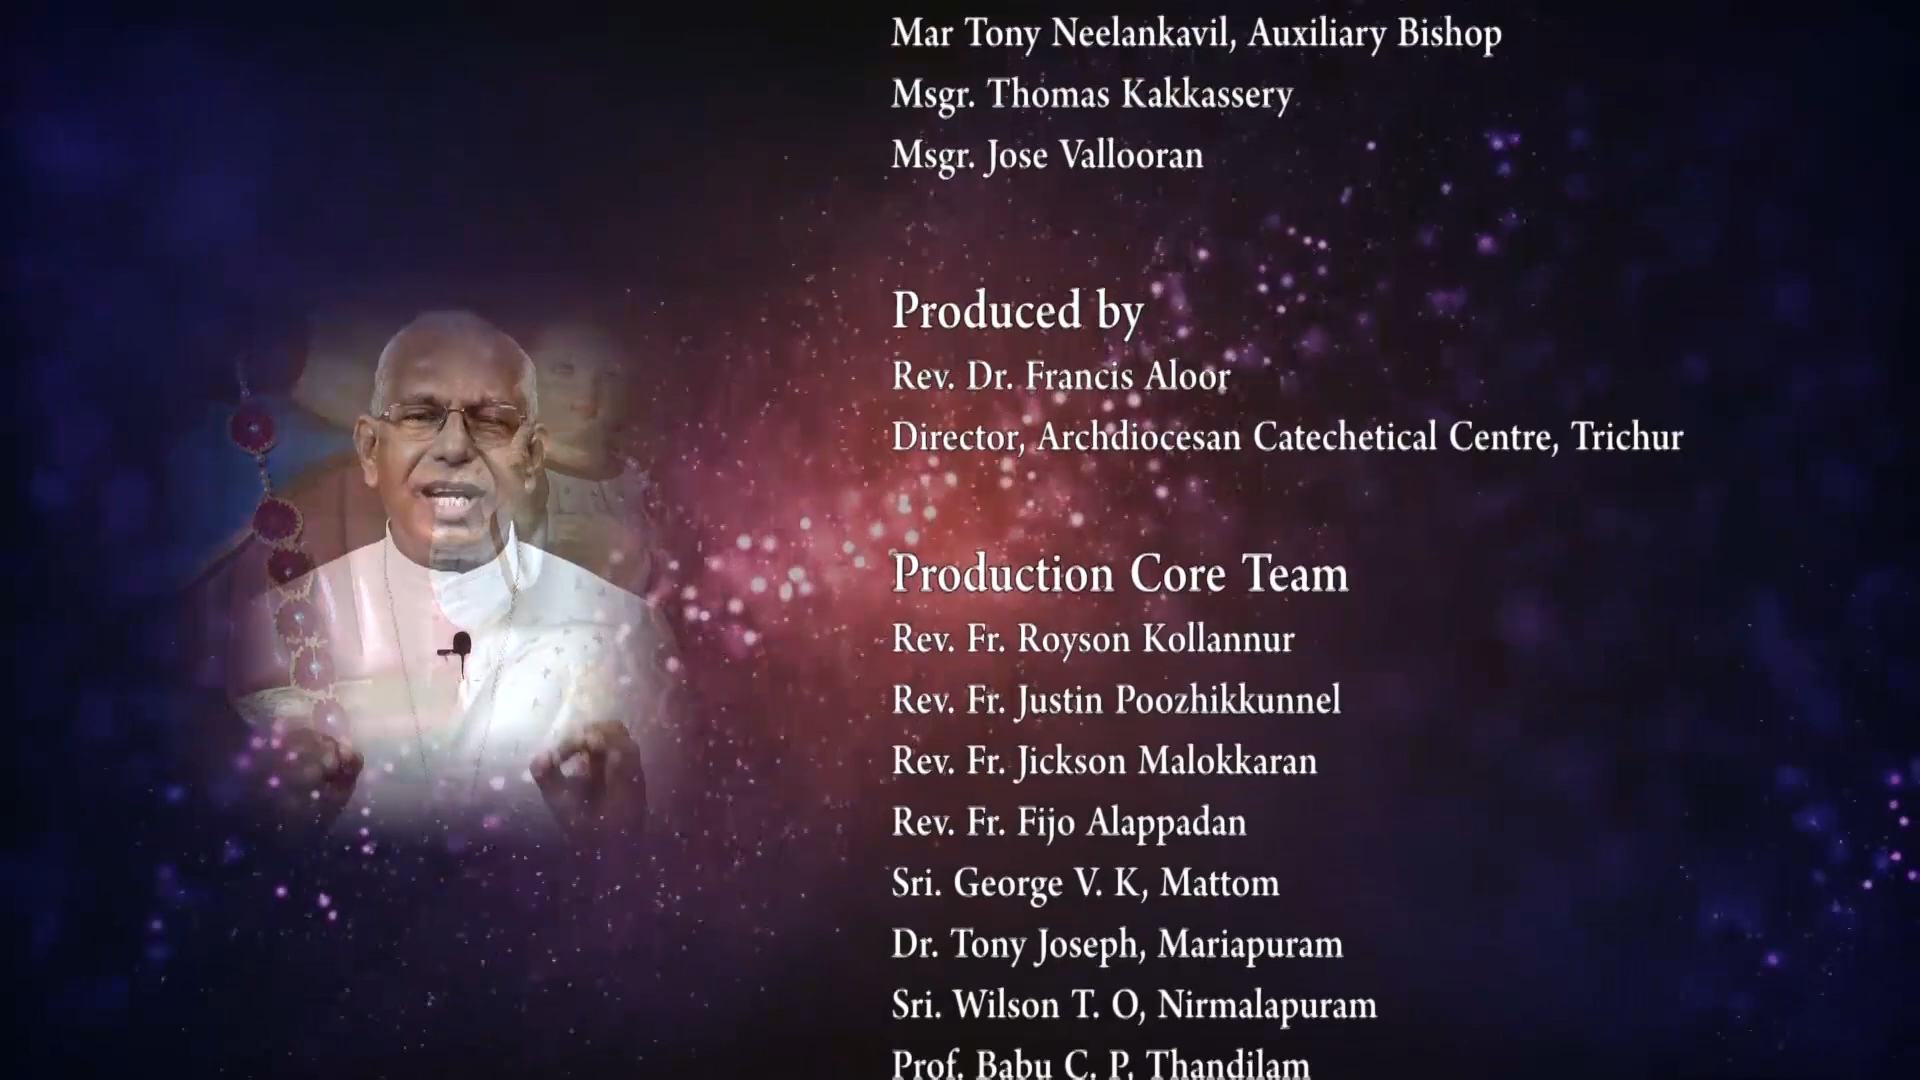 Mar Tony Neelankavil, Auxiliary Bishop
Msgr. Thomas Kakkassery
Msgr. Jose Vallooran
Produced by
Rev. Dr. Francis Aloor
Director, Archdiocesan Catechetical Centre, Trichur
Production Core Team
Rev. Fr. Royson Kollannur
Rev. Fr. Justin Poozhikkunnel
Rev. Fr. Jickson Malokkaran
Rev. Fr. Fijo Alappadan
Sri. George V. K, Mattom
Dr. Tony Joseph, Mariapuram
Sri. Wilson T. O, Nirmalapuram
Prof. Babu C. P, Thandilam